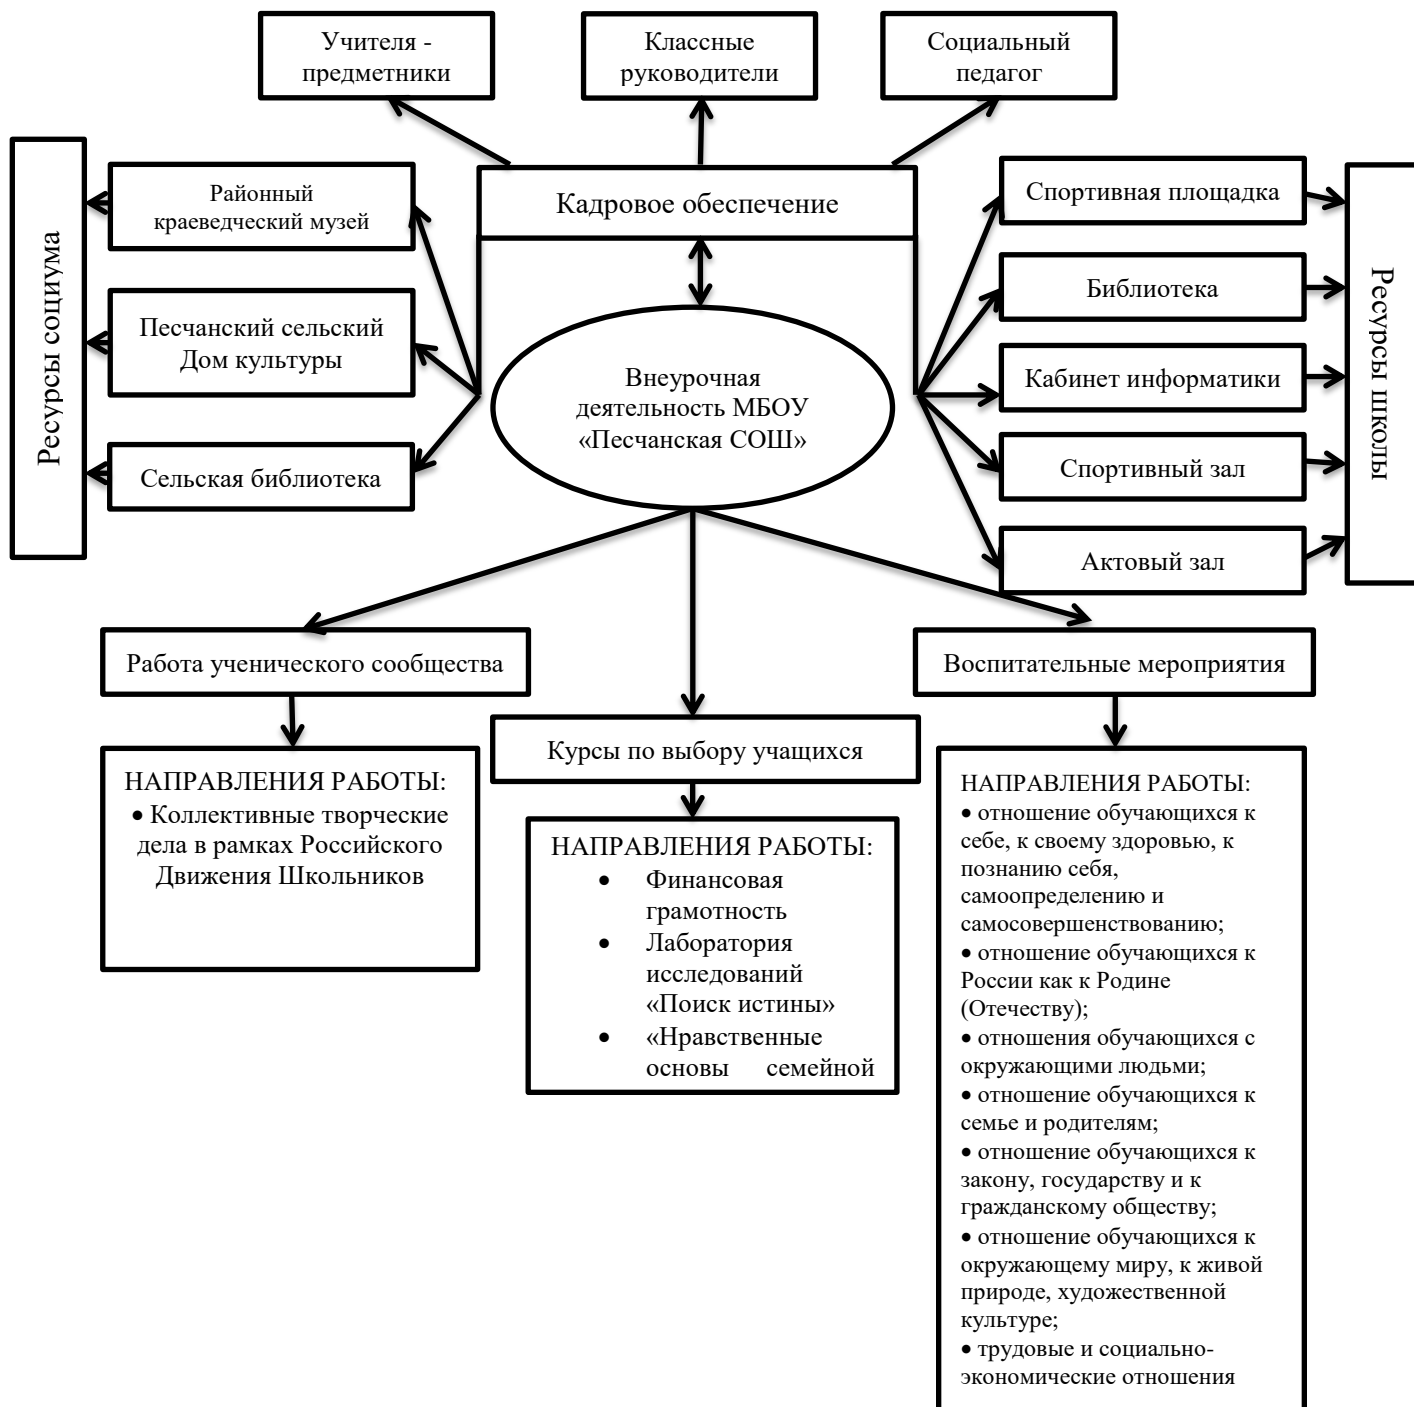 Учителя -
предметники
Классные
руководители
Социальный
педагог
Ресурсы социума
Районный
краеведческий музей
Песчанский сельский
Дом культуры
Сельская библиотека
Кадровое обеспечение
Внеурочная
деятельность МБОУ
«Песчанская СОШ»
Спортивная площадка
Библиотека
Кабинет информатики
Спортивный зал
Актовый зал
Ресурсы школы
Работа ученического сообщества
НАПРАВЛЕНИЯ РАБОТЫ:
• Коллективные творческие
дела в рамках Российского
Движения Школьников
Курсы по выбору учащихся
НАПРАВЛЕНИЯ РАБОТЫ:
• Финансовая
грамотность
• Лаборатория
исследований
«Поиск истины»
• «Нравственные
основы семейной
Воспитательные мероприятия
НАПРАВЛЕНИЯ РАБОТЫ:
• отношение обучающихся к
себе, к своему здоровью, к
познанию себя,
самоопределению и
самосовершенствованию;
• отношение обучающихся к
России как к Родине
(Отечеству);
• отношения обучающихся с
окружающими людьми;
• отношение обучающихся к
семье и родителям;
• отношение обучающихся к
закону, государству и к
гражданскому обществу;
• отношение обучающихся к
окружающему миру, к живой
природе, художественной
культуре;
• трудовые и социально-
экономические отношения